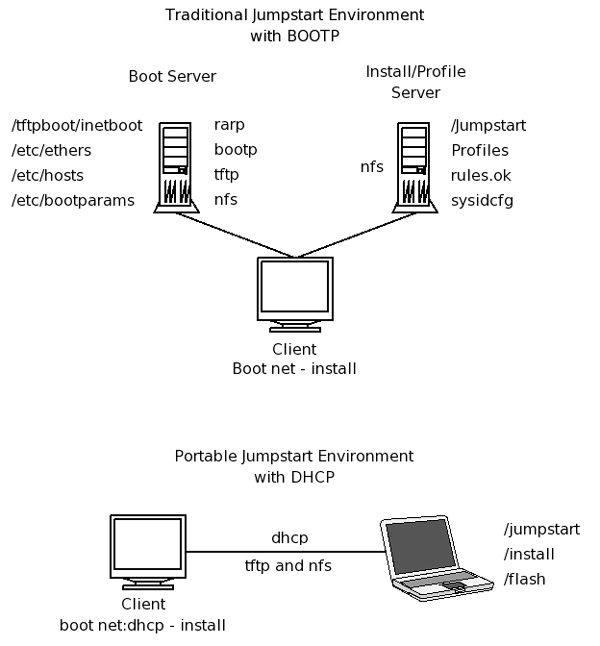 Traditional Jumpstart Environment
with BOOTP
Boot Server
Install/Profile
Server
/tftpboot/inetboot
/etc/ethers
/etc/hosts
/etc/bootparams
rarp
bootp
tftp
nfs
nfs
/Jumpstart
Profiles
rules.ok
sysidcfg
Client
Boot net - install
Portable Jumpstart Environment
with DHCP
dhcp
tftp and nfs
/jumpstart
/install
/flash
Client
boot net:dhcp - install